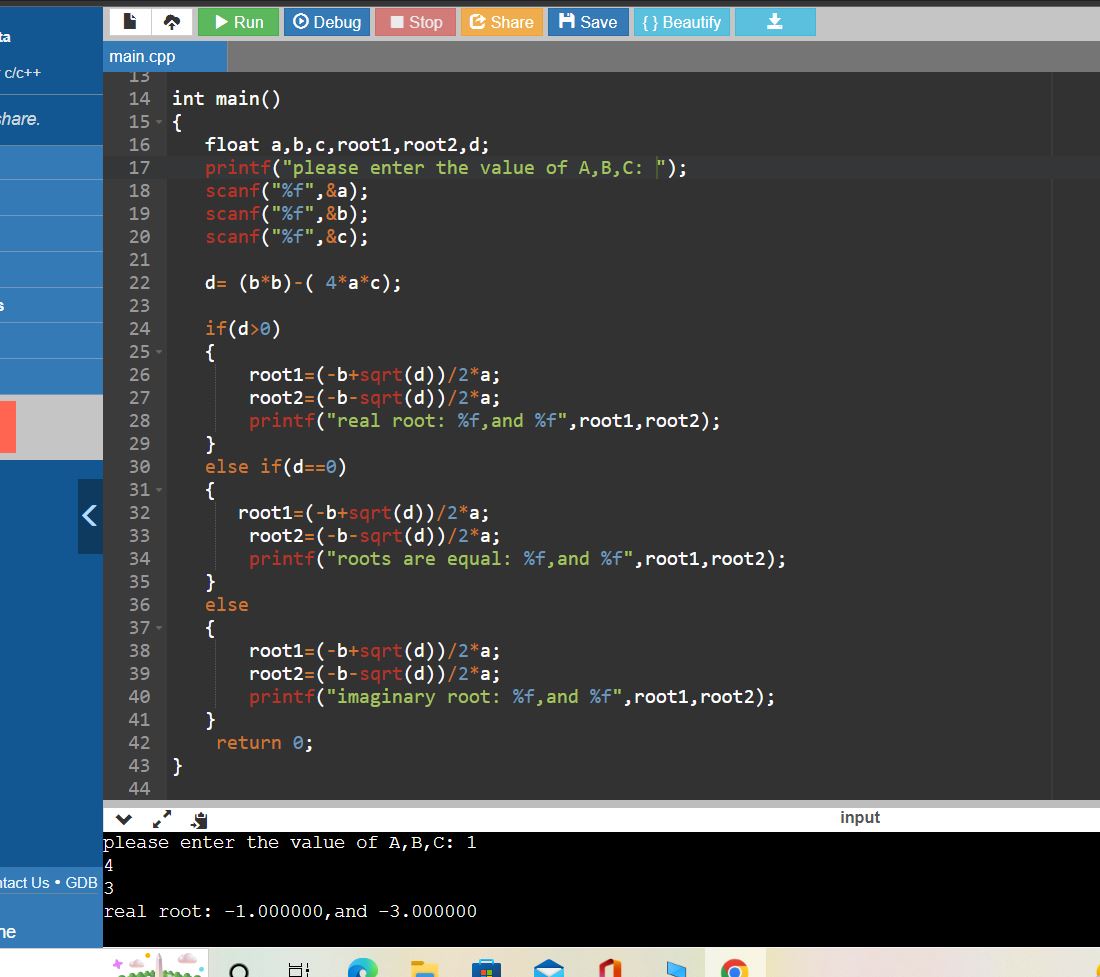 Run Debug Stop Share Save { } Beautify
ta
main.cpp
c/c++
13
14 int main()
hare.
15 {
16 float a,b,c,root1,root2,d;
17 printf("please enter the value of A,B,C: ");
18 scanf("%f",&a);
19 scanf("%f",&b);
20 scanf("%f",&c);
21
22 d= (b*b)-( 4*a*c);
23
s
24 if(d>0)
25 {
26 root1=(-b+sqrt(d))/2*a;
27 root2=(-b-sqrt(d))/2*a;
28 printf("real root: %f,and %f",root1,root2);
29 }
30 else if(d==0)
31 {
32 root1=(-b+sqrt(d))/2*a;
33 root2=(-b-sqrt(d))/2*a;
34 printf("roots are equal: %f,and %f",root1,root2);
35 }
36 else
37 {
38 root1=(-b+sqrt(d))/2*a;
39 root2=(-b-sqrt(d))/2*a;
40 printf("imaginary root: %f,and %f",root1,root2);
41 }
42 return 0;
43 }
44
input
please enter the value of A,B,C: 1
4
3
ntact Us • GDB
real root: -1.000000,and -3.000000
ne